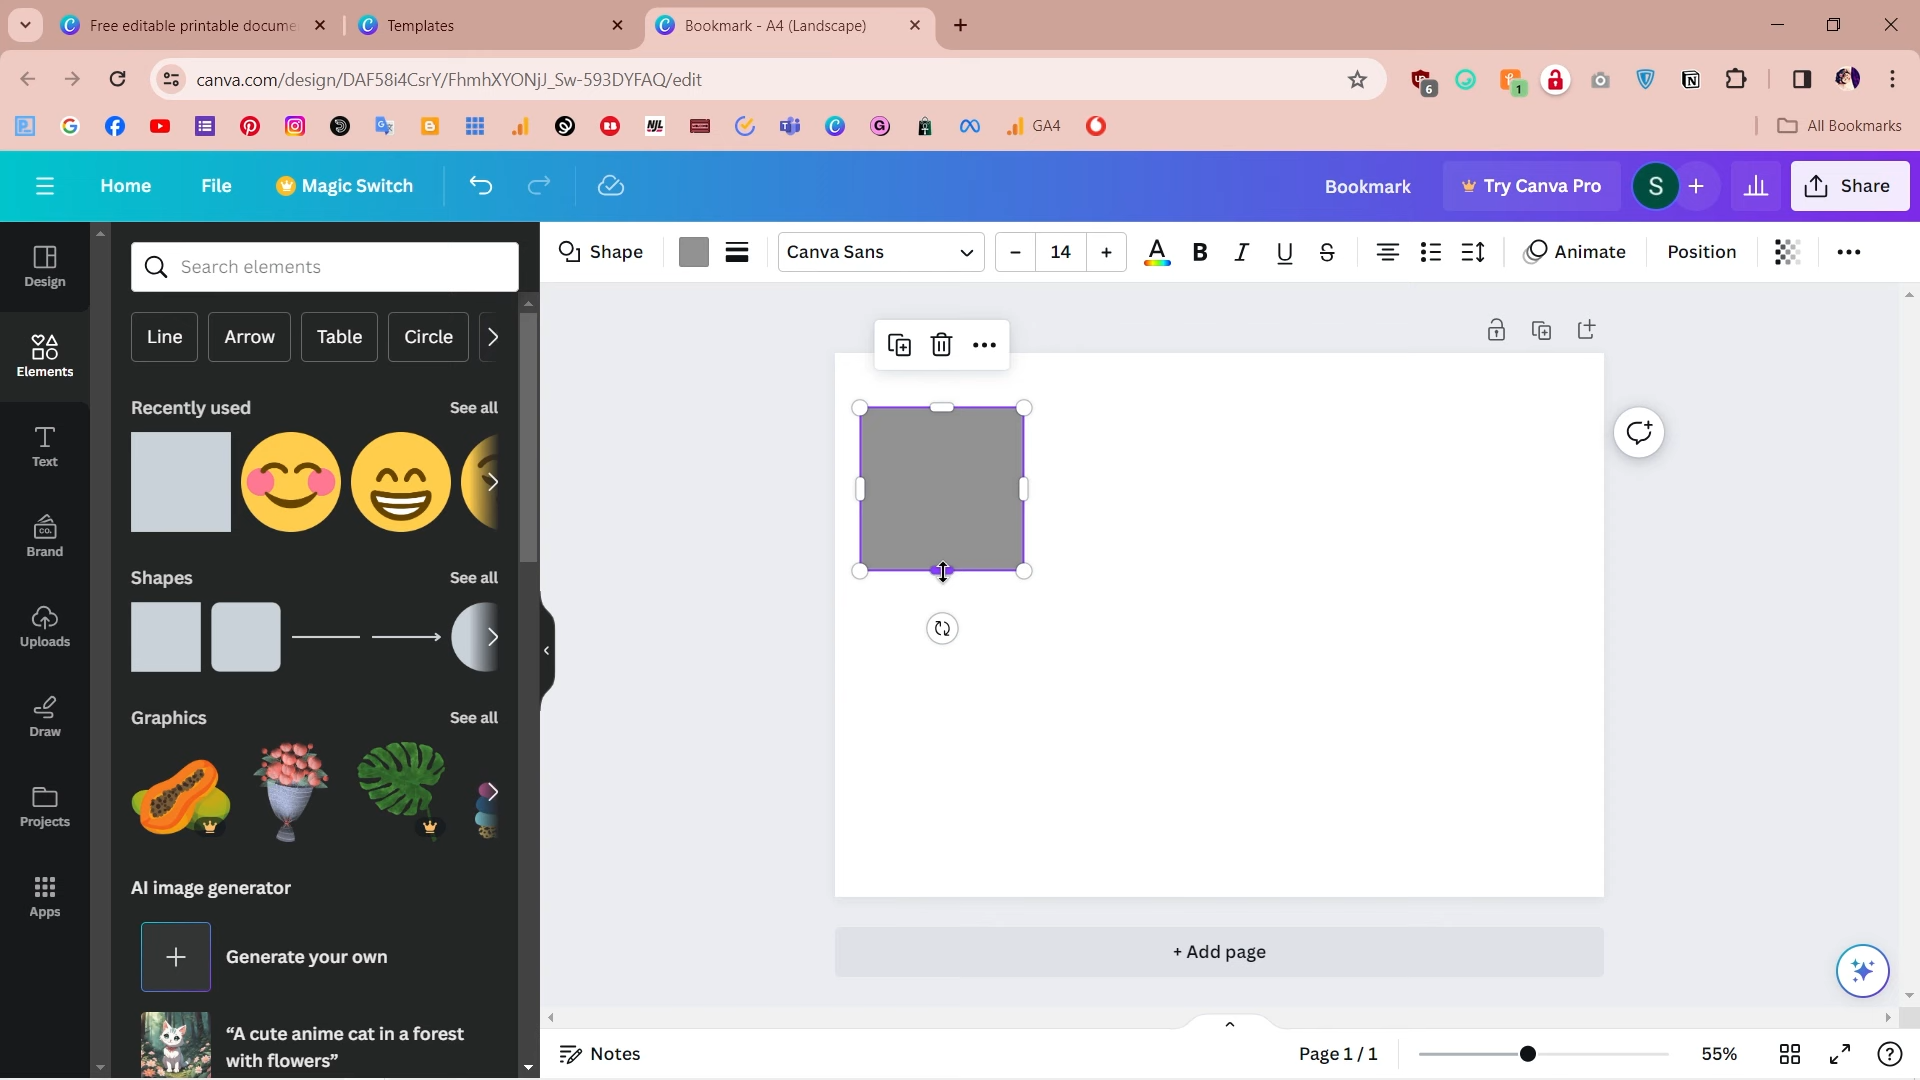 Free editable printable docume
Templates
Bookmark - A4 (Landscape)
canva.com/design/DAF58i4CsrY/FhmhXYONjJ_Sw-593DYFAQ/edit
6
1
GA4
All Bookmarks
Home
File
Magic Switch
Bookmark
Try Canva Pro
S
Share
Design
Elements
Text
Brand
Uploads
Draw
Projects
Apps
Search elements
Line
Arrow
Table
Circle
Recently used
See all
Shapes
See all
Graphics
See all
AI image generator
Generate your own
“A cute anime cat in a forest
with flowers”
Shape
Canva Sans
14
Animate
Position
+ Add page
Notes
Page 1 / 1
55%